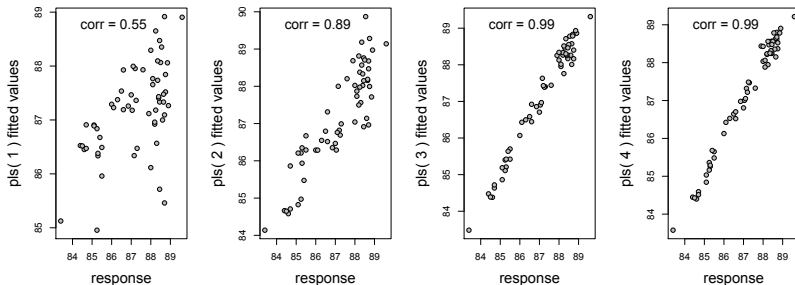 corr = 0.55
pls( 1 ) fitted values
85 86 87 88
84 85 86 87 88 89
response
corr = 0.89
pls( 2 ) fitted values
84 85 86 87 88 89 90
84 85 86 87 88 89
response
corr = 0.99
pls( 3 ) fitted values
84 85 86 87 88 89
84 85 86 87 88 89
response
corr = 0.99
pls( 4 ) fitted values
84 85 86 87 88 89
84 85 86 87 88 89
response